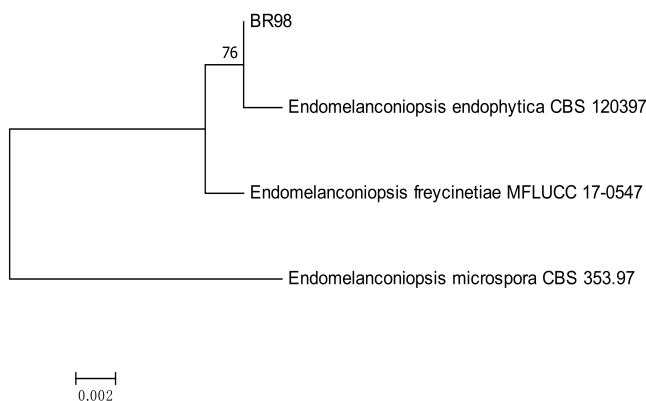 BR98
76
Endomelanconiopsis endophytica CBS 120397
Endomelanconiopsis freycinetiae MFLUCC 17-0547
Endomelanconiopsis microspora CBS 353.97
0.002